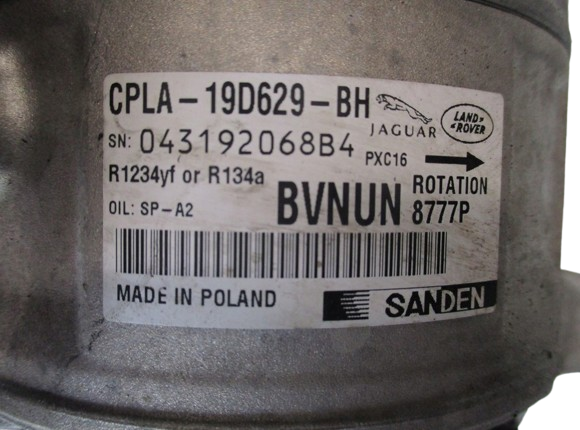 CPLA-19D629-BH JAGUAR LAND ROVER
SN: 043192068B4 PXC16
R1234yf or R134a BVNUN ROTATION
OIL: SP-A2 8777P
MADE IN POLAND SANDEN